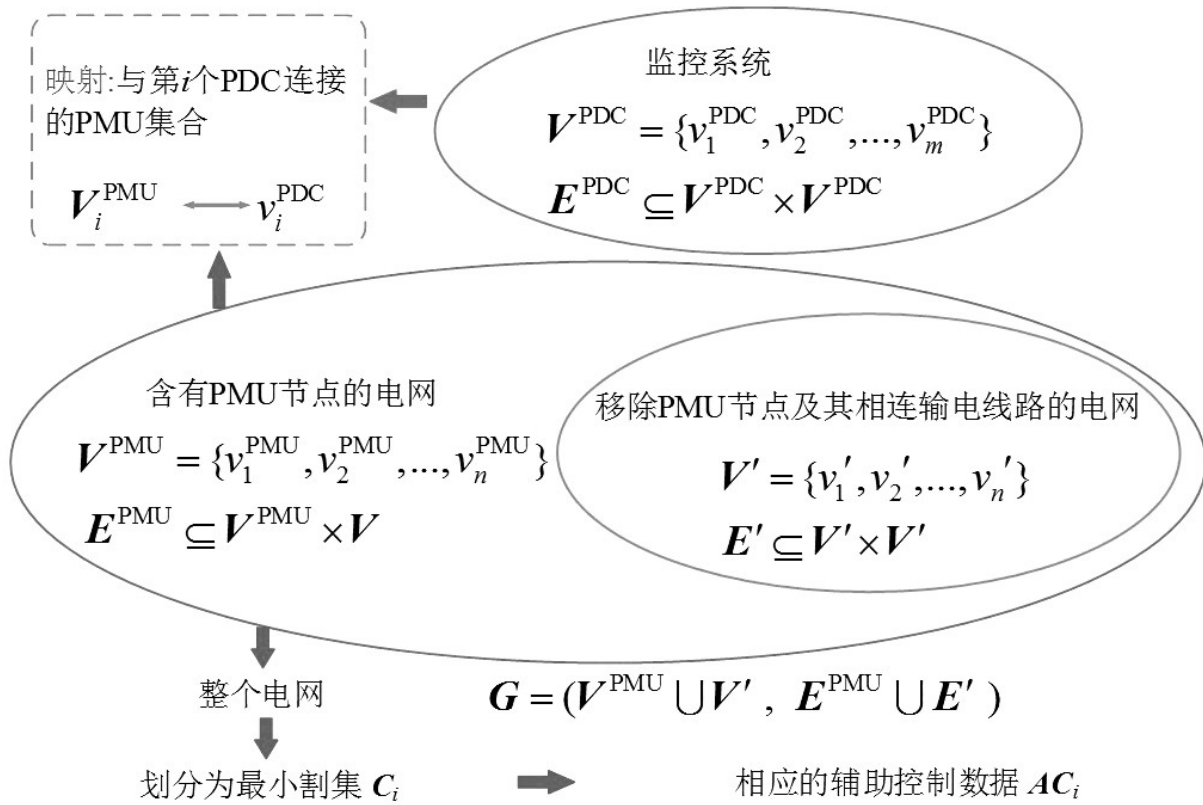 映射:与第i个PDC连接
的PMU集合
V_i^PMU ⟷ v_i^PDC
监控系统
V^PDC = {v_1^PDC, v_2^PDC, ..., v_m^PDC}
E^PDC ⊆ V^PDC × V^PDC
含有PMU节点的电网
V^PMU = {v_1^PMU, v_2^PMU, ..., v_n^PMU}
E^PMU ⊆ V^PMU × V
移除PMU节点及其相连输电线路的电网
V′ = {v_1′, v_2′, ..., v_n′}
E′ ⊆ V′ × V′
整个电网
G = (V^PMU ⋃ V′ , E^PMU ⋃ E′ )
划分为最小割集 C_i
相应的辅助控制数据 AC_i